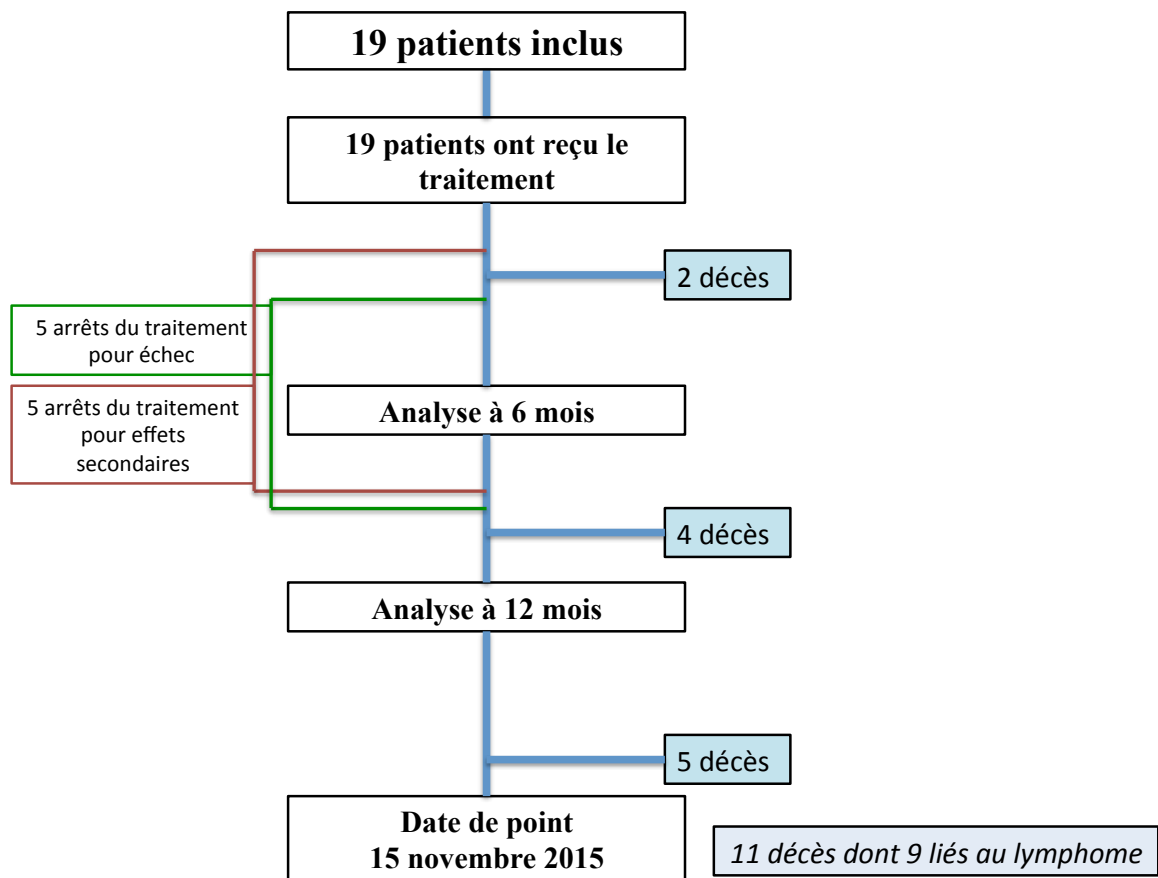 19 patients inclus
19 patients ont reçu le
traitement
2 décès
5 arrêts du traitement
pour échec
5 arrêts du traitement
pour effets
secondaires
Analyse à 6 mois
4 décès
Analyse à 12 mois
5 décès
Date de point
15 novembre 2015
11 décès dont 9 liés au lymphome